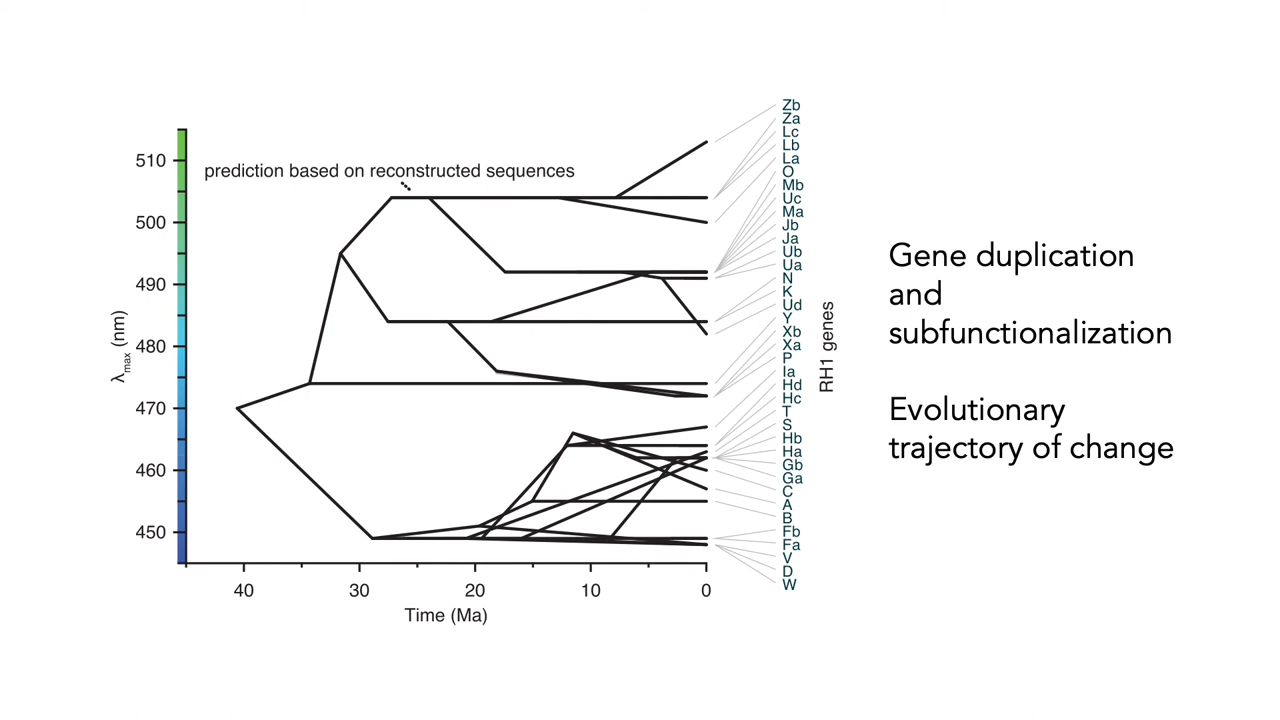 prediction based on reconstructed sequences
510
500
490
480
470
460
450
λmax (nm)
40
30
20
10
0
Time (Ma)
Zb
Za
Lc
Lb
La
O
Mb
Uc
Ma
Jb
Ja
Ub
Ua
N
K
Ud
Y
Xb
Xa
P
Ia
Hd
Hc
T
S
Hb
Ha
Gb
Ga
C
A
B
Fb
Fa
V
D
W
RH1 genes
Gene duplication
and
subfunctionalization
Evolutionary
trajectory of change